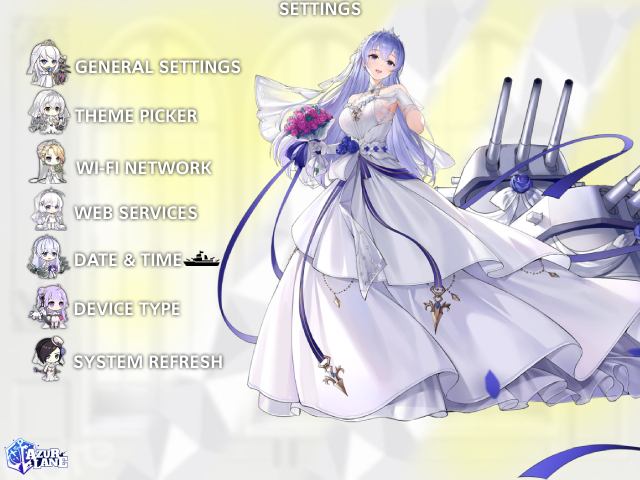 SETTINGS
GENERAL SETTINGS
THEME PICKER
WI-FI NETWORK
WEB SERVICES
DATE & TIME
DEVICE TYPE
SYSTEM REFRESH
AZUR
LANE